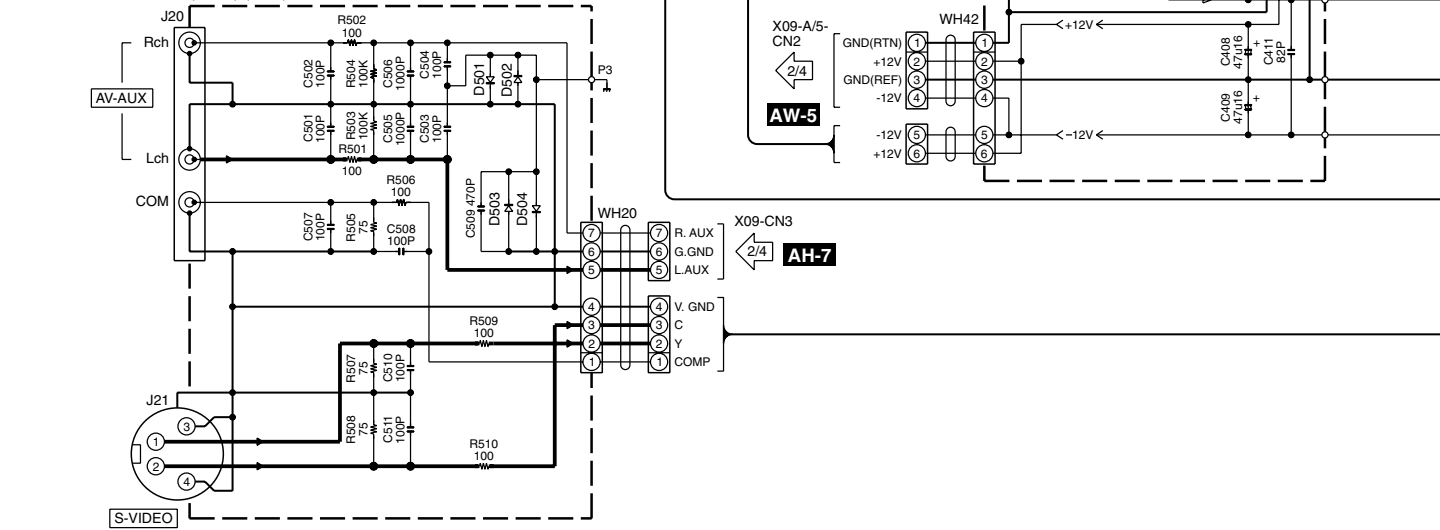 J20
Rch
AV-AUX
Lch
COM
R502
100
C502
100P
R504
100K
C506
1000P
C504
100P
D501
D502
P3
C501
100P
R503
100K
C505
1000P
C503
100P
R501
100
R506
100
C507
100P
R505
75
C508
100P
C509 470P
D503
D504
WH20
7
6
5
4
3
2
1
7
6
5
4
3
2
1
R. AUX
G.GND
L.AUX
V. GND
C
Y
COMP
X09-CN3
2/4
AH-7
R509
100
R507
75
C510
100P
R508
75
C511
100P
R510
100
J21
3
1
2
4
S-VIDEO
X09-A/5-
CN2
2/4
AW-5
GND(RTN)
+12V
GND(REF)
-12V
-12V
+12V
1
2
3
4
5
6
WH42
1
2
3
4
5
6
+12V
−12V
C408
47u16
+
C411
82P
C409
47u16
+